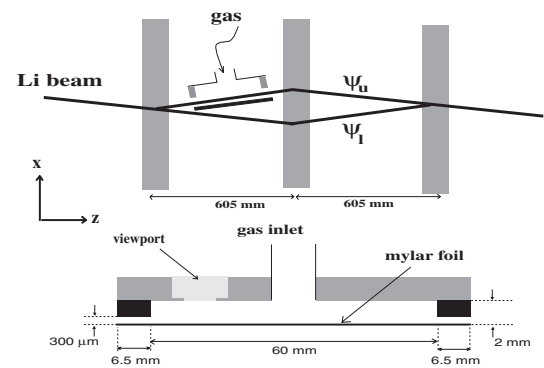 gas
Li beam
Ψu
Ψl
x
z
605 mm
605 mm
gas inlet
viewport
mylar foil
300 μm
6.5 mm
60 mm
6.5 mm
2 mm